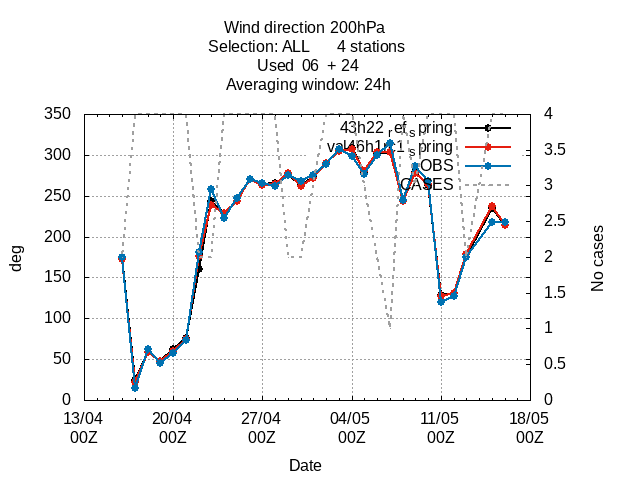 Wind direction 200hPa
Selection: ALL 4 stations
Used 06 + 24
Averaging window: 24h
350
300
250
200
150
100
50
0
deg
4
3.5
3
2.5
2
1.5
1
0.5
0
No cases
43h22 ref spring
OBS
CASES
13/04 20/04 27/04 04/05 11/05 18/05
00Z 00Z 00Z 00Z 00Z 00Z
Date